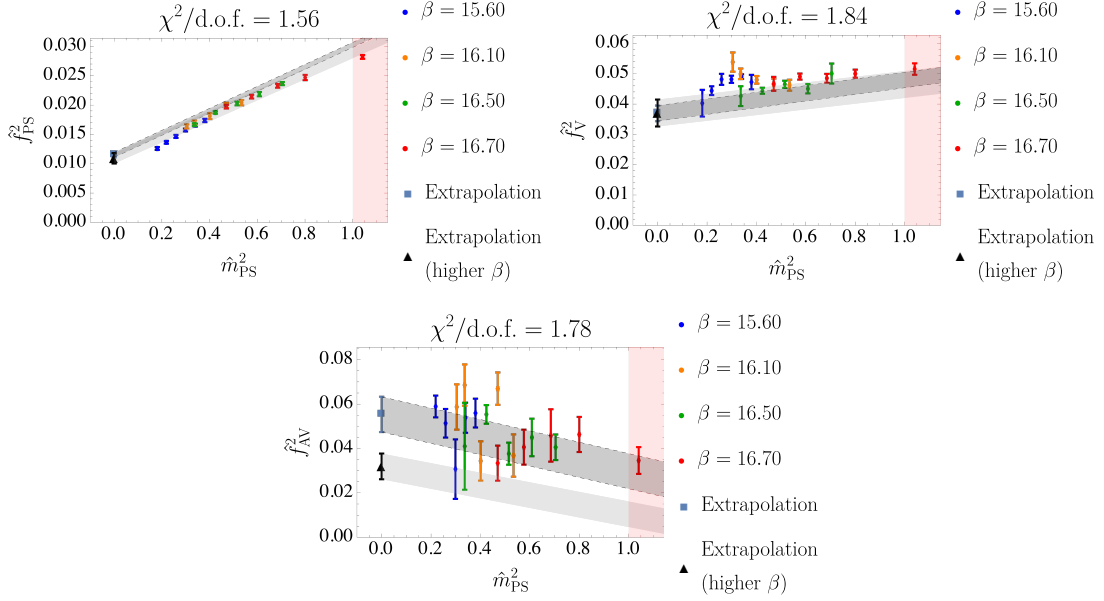 χ²/d.o.f. = 1.56
f̂²_PS
0.030
0.025
0.020
0.015
0.010
0.005
0.000
0.0 0.2 0.4 0.6 0.8 1.0
m̂²_PS
β = 15.60
β = 16.10
β = 16.50
β = 16.70
Extrapolation
Extrapolation
(higher β)
χ²/d.o.f. = 1.84
f̂²_V
0.06
0.05
0.04
0.03
0.02
0.01
0.00
0.0 0.2 0.4 0.6 0.8 1.0
m̂²_PS
β = 15.60
β = 16.10
β = 16.50
β = 16.70
Extrapolation
Extrapolation
(higher β)
χ²/d.o.f. = 1.78
f̂²_AV
0.08
0.06
0.04
0.02
0.00
0.0 0.2 0.4 0.6 0.8 1.0
m̂²_PS
β = 15.60
β = 16.10
β = 16.50
β = 16.70
Extrapolation
Extrapolation
(higher β)